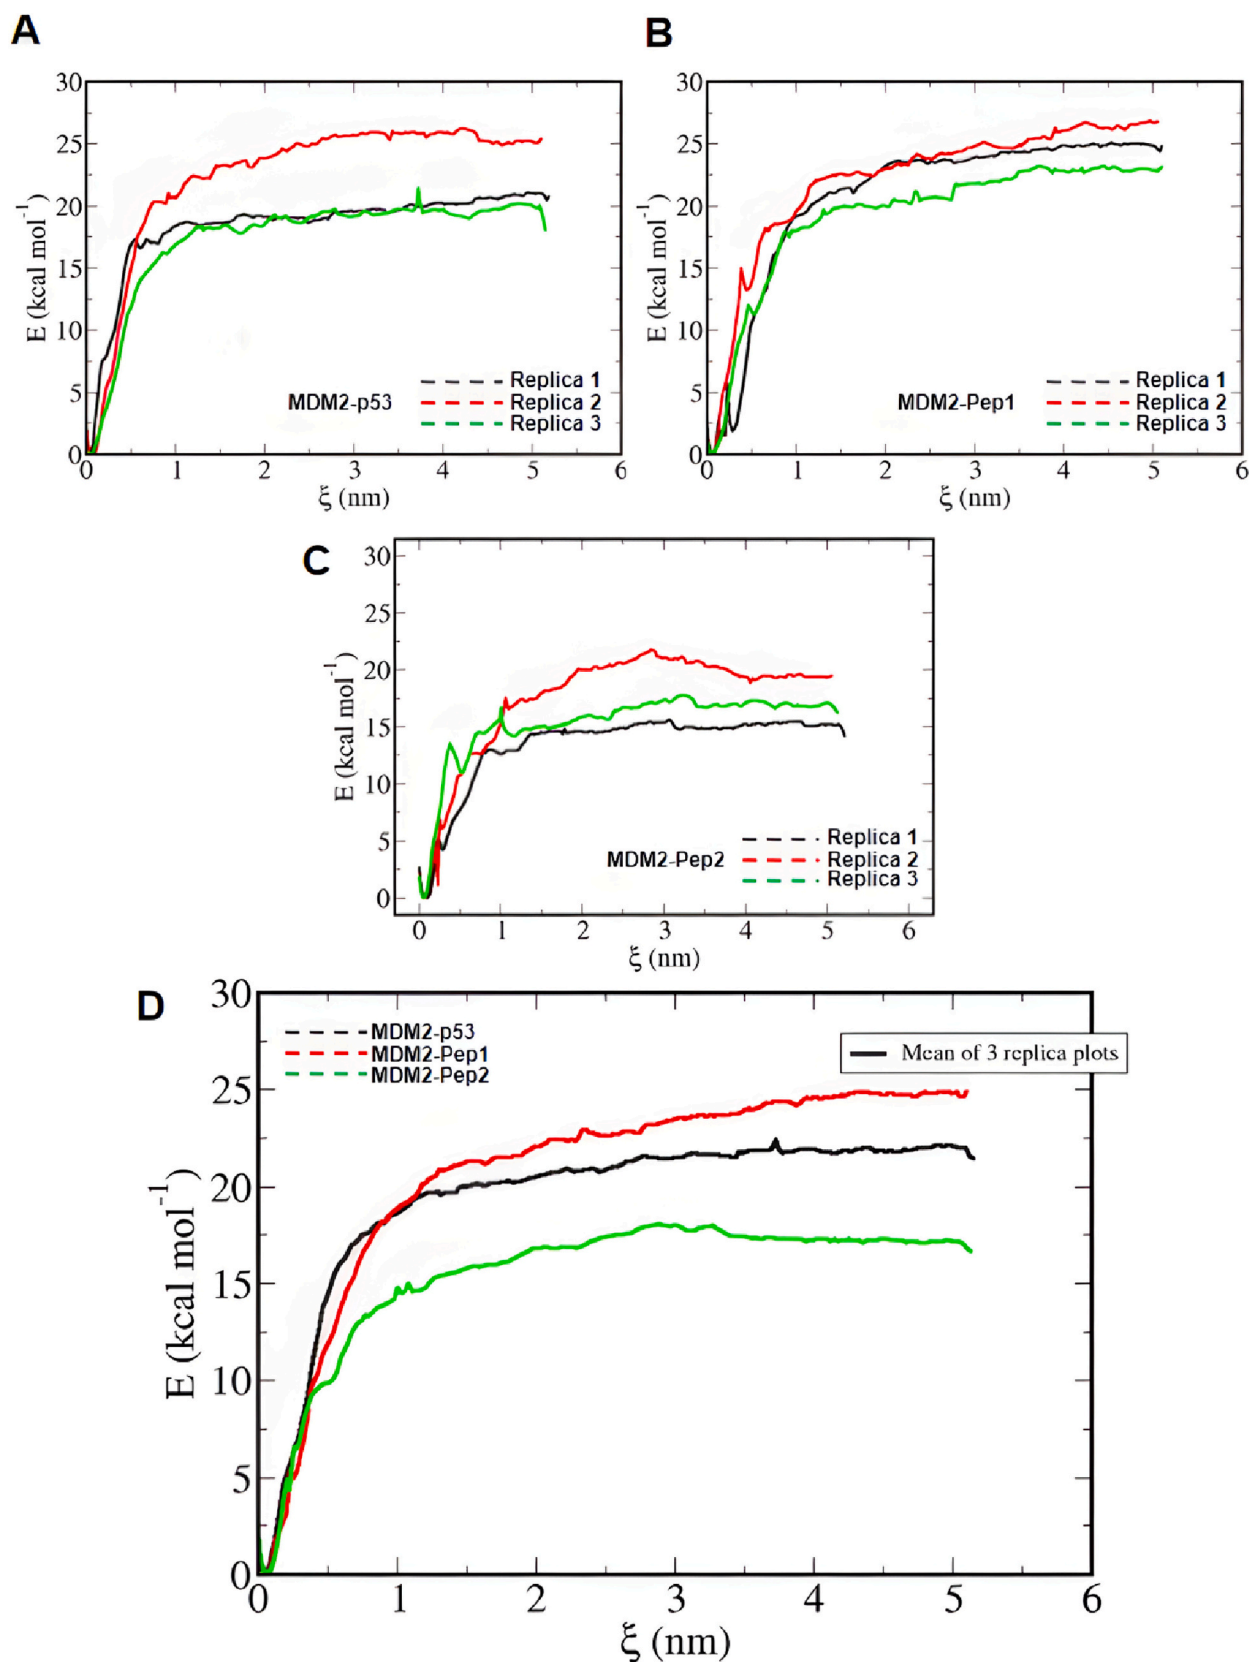 A
30
25
20
15
10
5
0
E (kcal mol⁻¹)
MDM2-p53
Replica 1
Replica 2
Replica 3
0 1 2 3 4 5 6
ξ (nm)
B
30
25
20
15
10
5
0
E (kcal mol⁻¹)
MDM2-Pep1
Replica 1
Replica 2
Replica 3
0 1 2 3 4 5 6
ξ (nm)
C
30
25
20
15
10
5
0
E (kcal mol⁻¹)
MDM2-Pep2
Replica 1
Replica 2
Replica 3
0 1 2 3 4 5 6
ξ (nm)
D
30
25
20
15
10
5
0
E (kcal mol⁻¹)
MDM2-p53
MDM2-Pep1
MDM2-Pep2
Mean of 3 replica plots
0 1 2 3 4 5 6
ξ (nm)